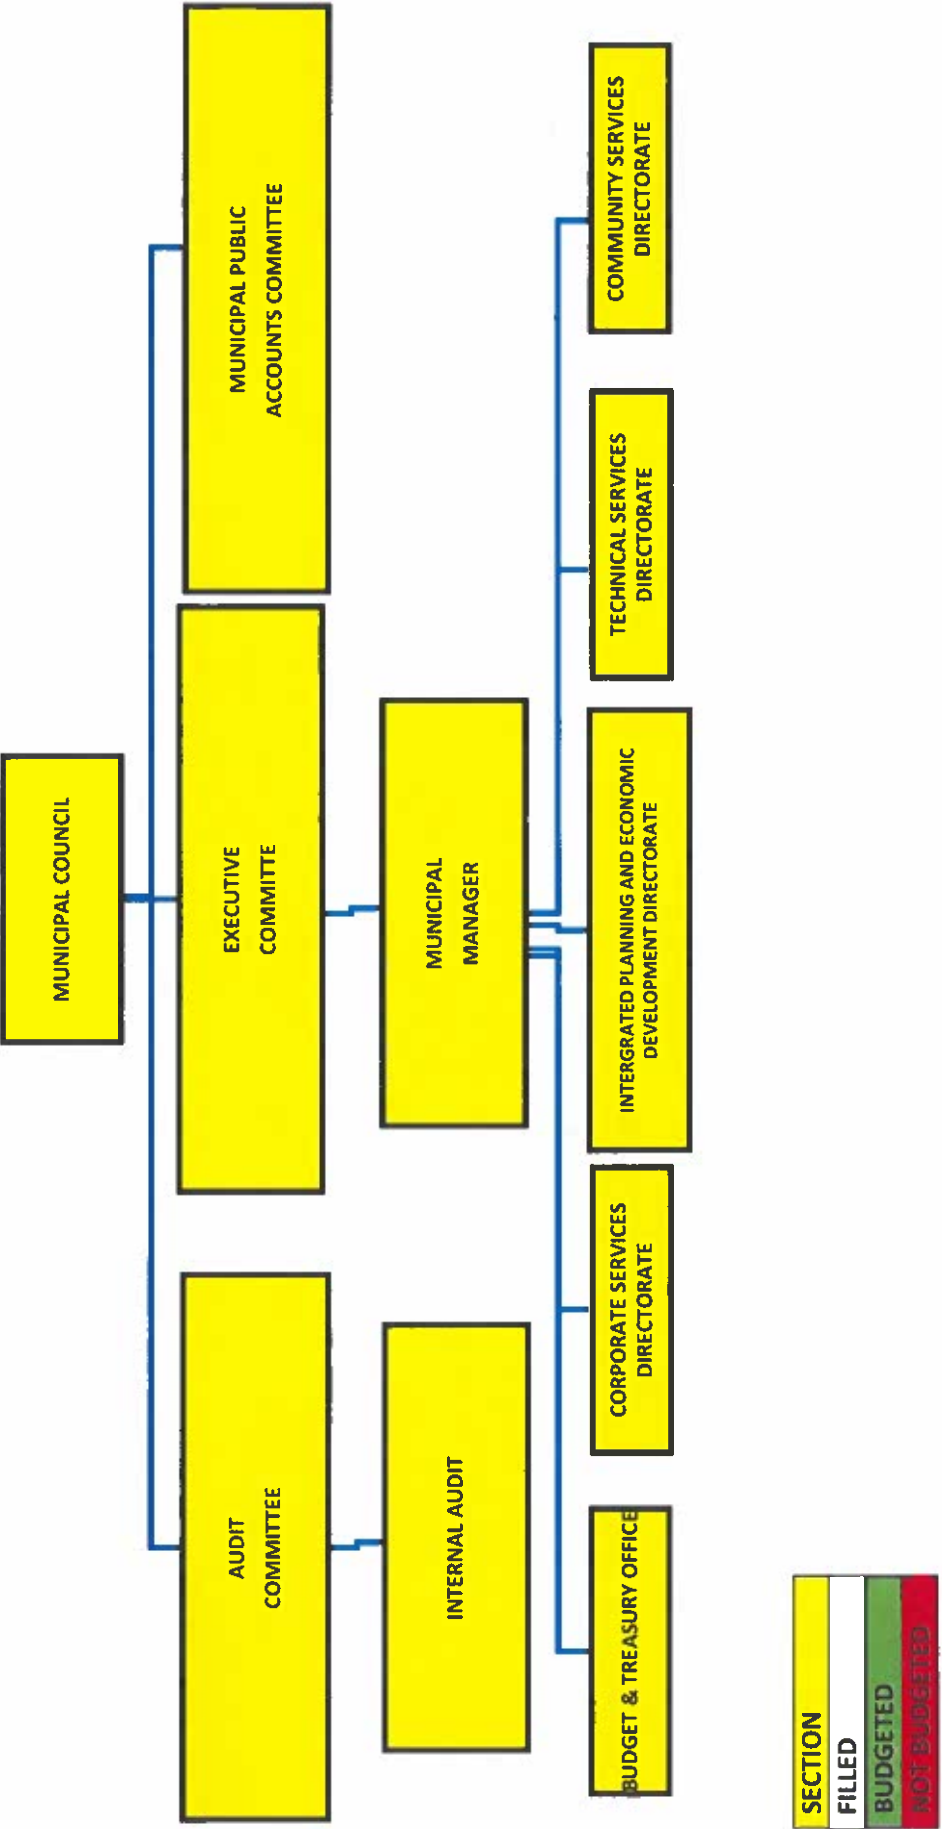 MUNICIPAL COUNCIL
AUDIT
COMMITTEE
EXECUTIVE
COMMITTE
MUNICIPAL PUBLIC
ACCOUNTS COMMITTEE
INTERNAL AUDIT
MUNICIPAL
MANAGER
BUDGET & TREASURY OFFICE
CORPORATE SERVICES
DIRECTORATE
INTERGRATED PLANNING AND ECONOMIC
DEVELOPMENT DIRECTORATE
TECHNICAL SERVICES
DIRECTORATE
COMMUNITY SERVICES
DIRECTORATE
SECTION
FILLED
BUDGETED
NOT BUDGETED